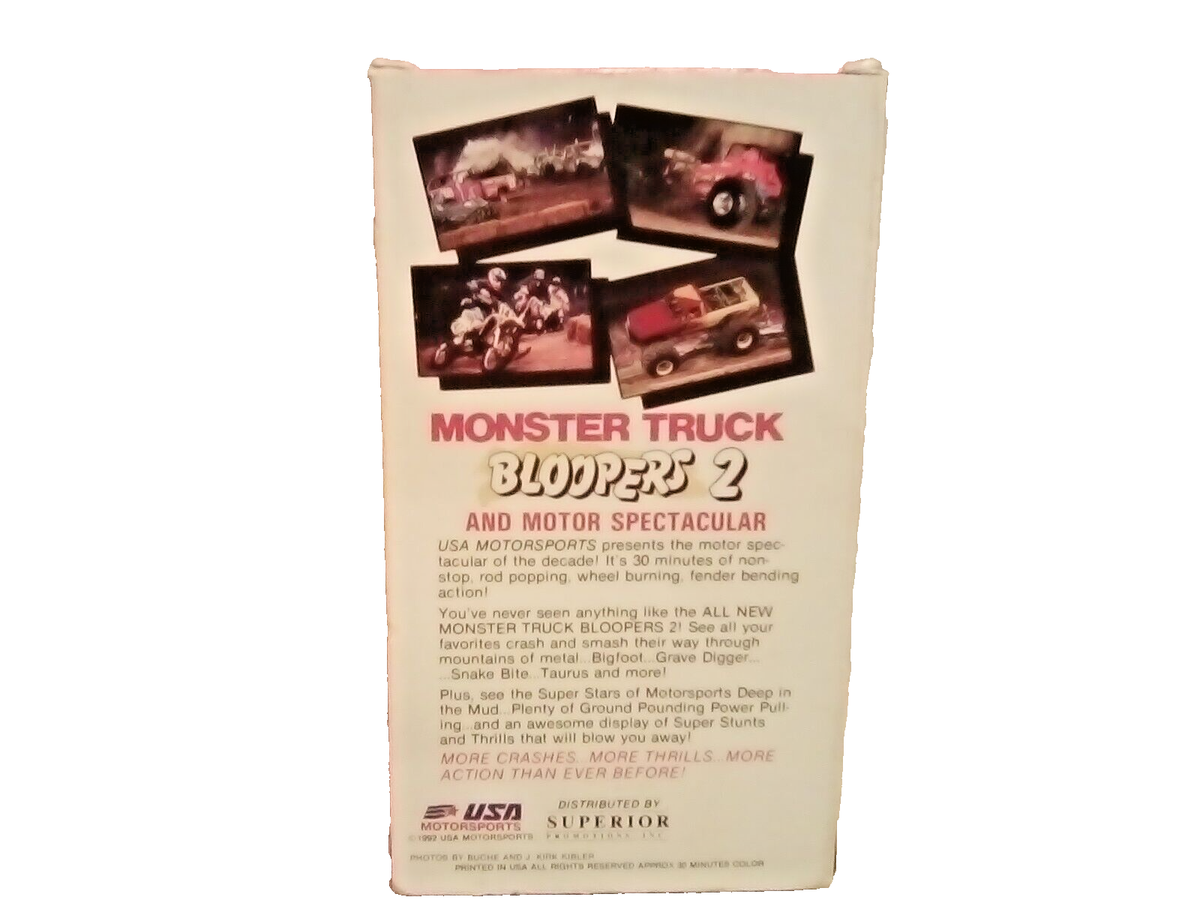 MONSTER TRUCK
BLOOPERS 2
AND MOTOR SPECTACULAR
USA MOTORSPORTS presents the motor spec-
tacular of the decade! It's 30 minutes of non-
stop, rod popping, wheel burning, fender bending
action!
You've never seen anything like the ALL NEW
MONSTER TRUCK BLOOPERS 2! See all your
favorites crash and smash their way through
mountains of metal...Bigfoot...Grave Digger...
...Snake Bite...Taurus and more!
Plus, see the Super Stars of Motorsports Deep in
the Mud...Plenty of Ground Pounding Power Pull-
ing...and an awesome display of Super Stunts
and Thrills that will blow you away!
MORE CRASHES...MORE THRILLS...MORE
ACTION THAN EVER BEFORE!
USA
MOTORSPORTS
© 1992 USA MOTORSPORTS
DISTRIBUTED BY
SUPERIOR
PROMOTIONS, INC.
PHOTOS BY BUCHE AND J. KIRK KIBLER
PRINTED IN USA ALL RIGHTS RESERVED APPROX 30 MINUTES COLOR